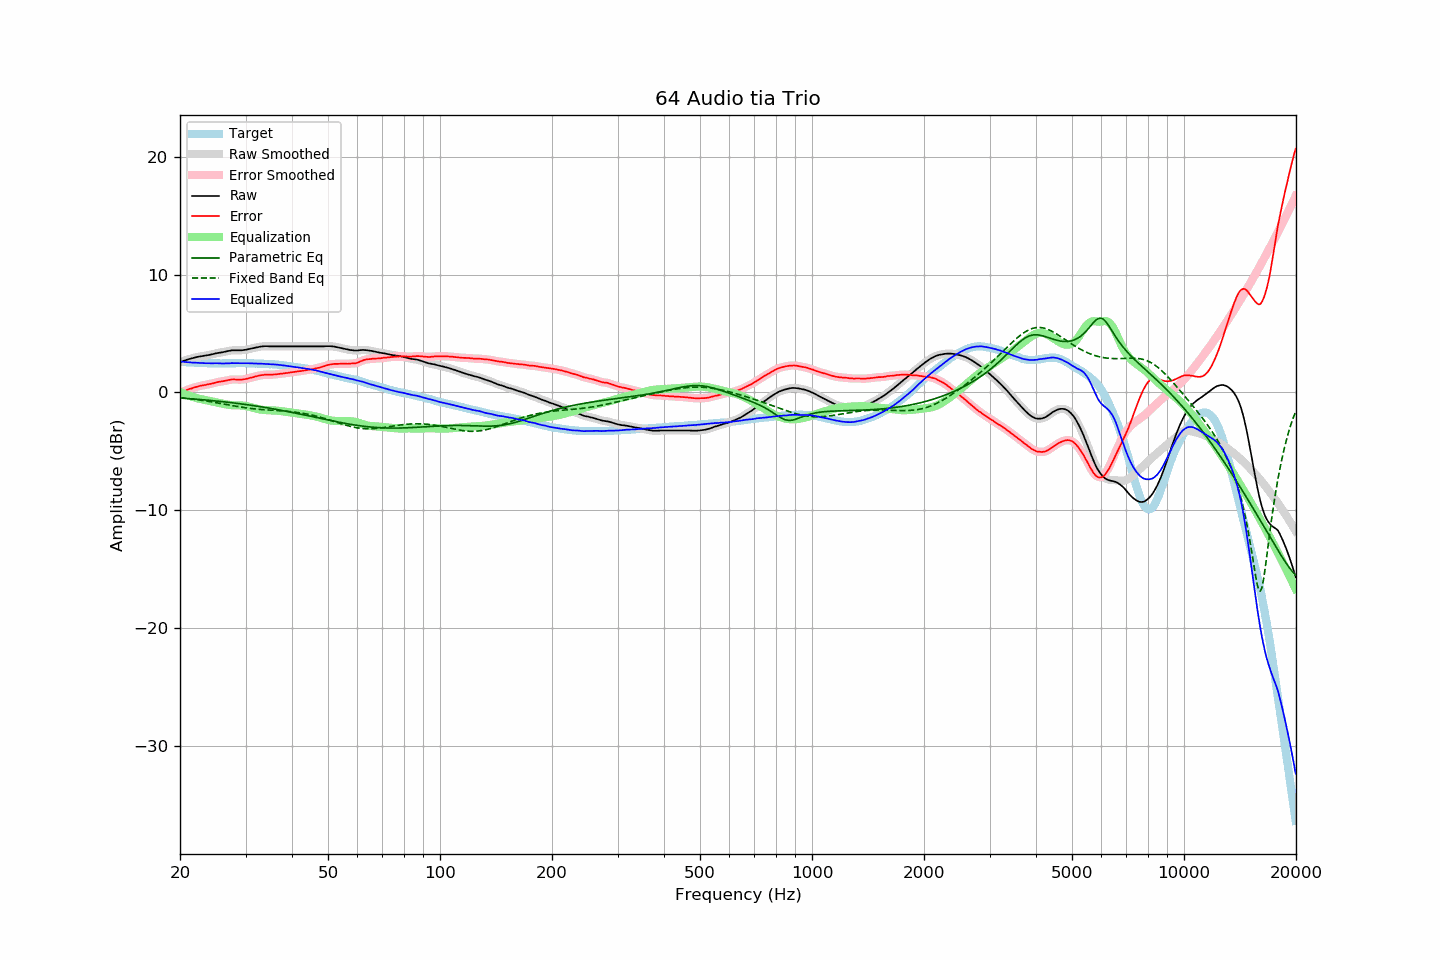 64 Audio tia Trio
Target
Raw Smoothed
Error Smoothed
Raw
Error
Equalization
Parametric Eq
Fixed Band Eq
Equalized
20
10
0
−10
−20
−30
Amplitude (dBr)
20 50 100 200 500 1000 2000 5000 10000 20000
Frequency (Hz)